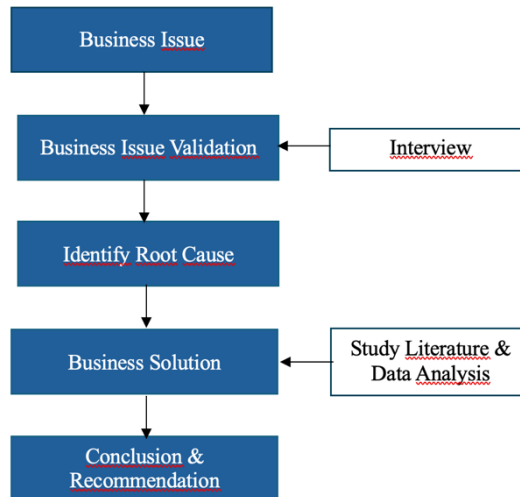 Business Issue
Business Issue Validation
Interview
Identify Root Cause
Business Solution
Study Literature &
Data Analysis
Conclusion &
Recommendation